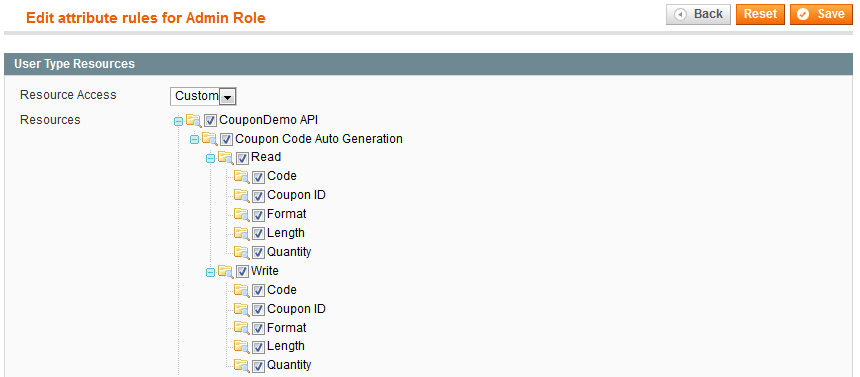 Edit attribute rules for Admin Role
Back
Reset
Save
User Type Resources
Resource Access
Custom
Resources
CouponDemo API
Coupon Code Auto Generation
Read
Code
Coupon ID
Format
Length
Quantity
Write
Code
Coupon ID
Format
Length
Quantity